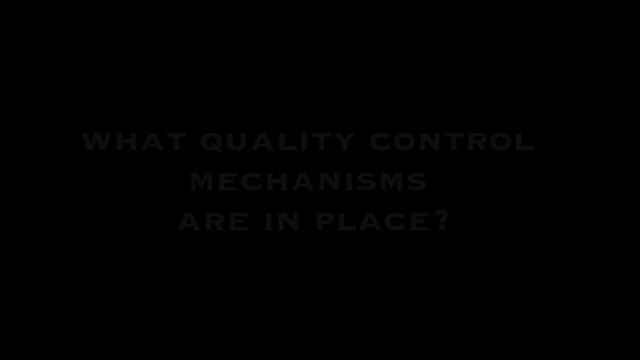 WHAT QUALITY CONTROL
MECHANISMS
ARE IN PLACE?